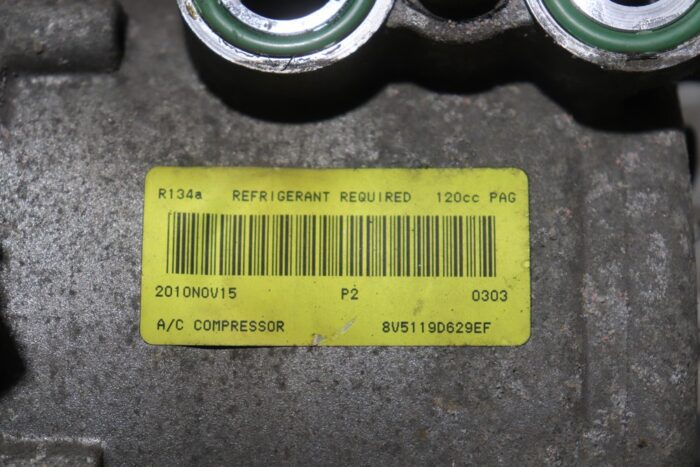 R134a REFRIGERANT REQUIRED 120cc PAG
2010NOV15 P2 0303
A/C COMPRESSOR 8V5119D629EF